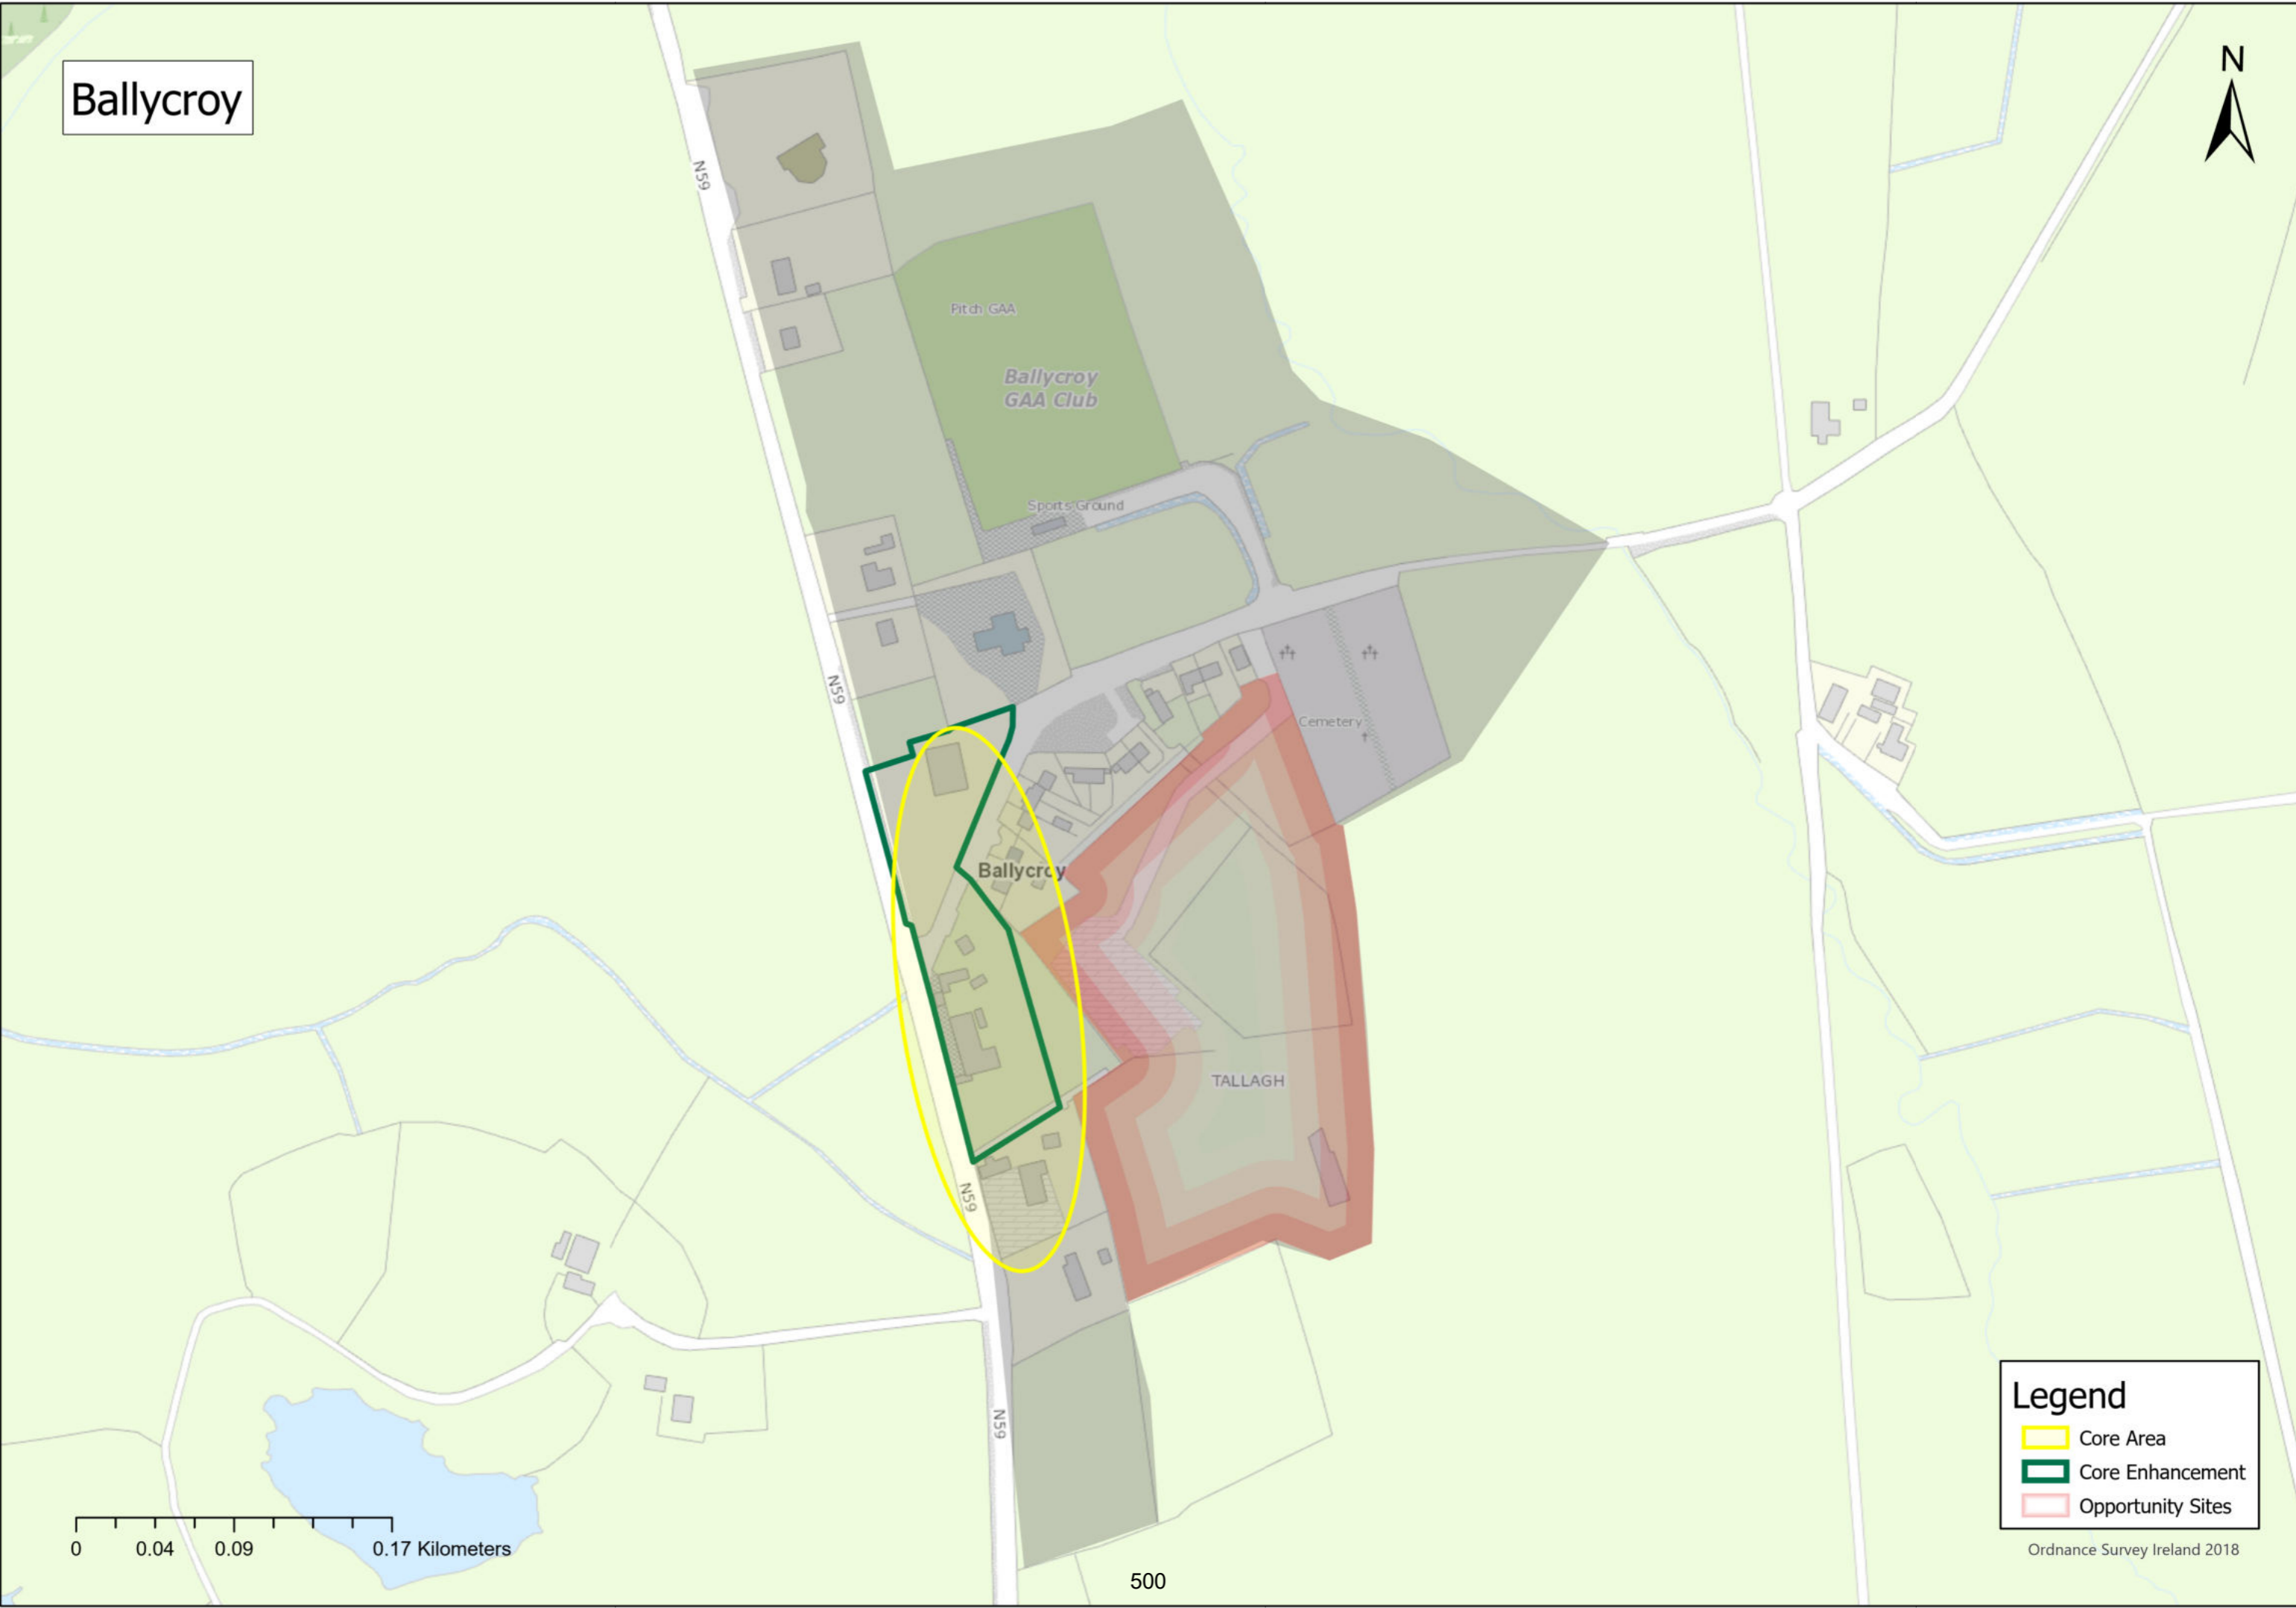 Ballycroy
N
N59
Pitch GAA
Ballycroy
GAA Club
Sports Ground
N59
Cemetery
Ballycroy
TALLAGH
N59
N59
Legend
Core Area
Core Enhancement
Opportunity Sites
0 0.04 0.09 0.17 Kilometers
Ordnance Survey Ireland 2018
500